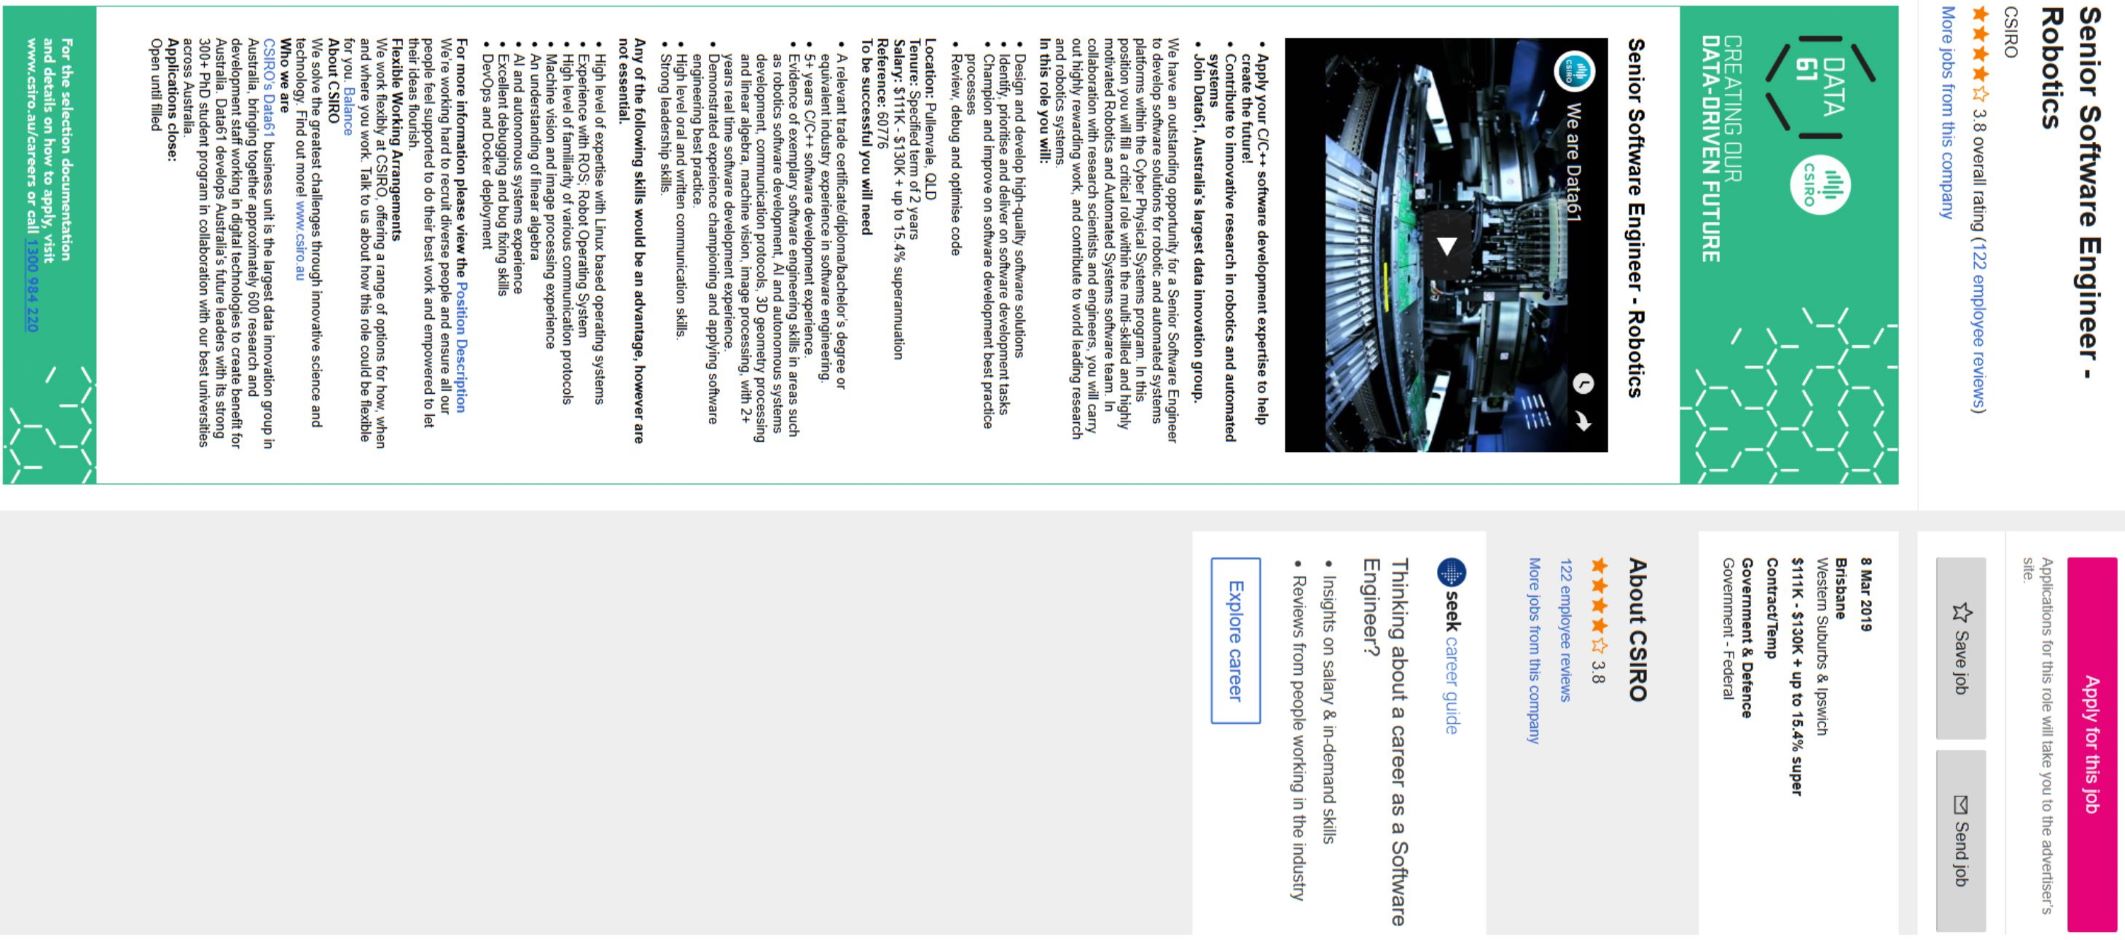 Senior Software Engineer -
Robotics
CSIRO
3.8 overall rating (122 employee reviews)
More jobs from this company
DATA
61
CSIRO
CREATING OUR
DATA-DRIVEN FUTURE
Senior Software Engineer - Robotics
CSIRO
We are Data61
• Apply your C/C++ software development expertise to help
create the future!
• Contribute to innovative research in robotics and automated
systems
• Join Data61, Australia's largest data innovation group.
We have an outstanding opportunity for a Senior Software Engineer
to develop software solutions for robotic and automated systems
platforms within the Cyber Physical Systems program. In this
position you will fill a critical role within the multi-skilled and highly
motivated Robotics and Automated Systems software team. In
collaboration with research scientists and engineers, you will carry
out highly rewarding work, and contribute to world leading research
and robotics systems.
In this role you will:
• Design and develop high-quality software solutions
• Identify, prioritise and deliver on software development tasks
• Champion and improve on software development best practice
processes
• Review, debug and optimise code
Location: Pullenvale, QLD
Tenure: Specified term of 2 years
Salary: $111K - $130K + up to 15.4% superannuation
Reference: 60776
To be successful you will need
• A relevant trade certificate/diploma/bachelor's degree or
equivalent industry experience in software engineering.
• 5+ years C/C++ software development experience.
• Evidence of exemplary software engineering skills in areas such
as robotics software development, AI and autonomous systems
development, communication protocols, 3D geometry processing
and linear algebra, machine vision, image processing, with 2+
years real time software development experience.
• Demonstrated experience championing and applying software
engineering best practice.
• High level oral and written communication skills.
• Strong leadership skills.
Any of the following skills would be an advantage, however are
not essential.
• High level of expertise with Linux based operating systems
• Experience with ROS; Robot Operating System
• High level of familiarity of various communication protocols
• Machine vision and image processing experience
• An understanding of linear algebra
• AI and autonomous systems experience
• Excellent debugging and bug fixing skills
• DevOps and Docker deployment
For more information please view the Position Description
We're working hard to recruit diverse people and ensure all our
people feel supported to do their best work and empowered to let
their ideas flourish.
Flexible Working Arrangements
We work flexibly at CSIRO, offering a range of options for how, when
and where you work. Talk to us about how this role could be flexible
for you. Balance
About CSIRO
We solve the greatest challenges through innovative science and
technology. Find out more! www.csiro.au
Who we are
CSIRO's Data61 business unit is the largest data innovation group in
Australia, bringing together approximately 600 research and
development staff working in digital technologies to create benefit for
Australia. Data61 develops Australia's future leaders with its strong
300+ PhD student program in collaboration with our best universities
across Australia.
Applications close:
Open until filled
For the selection documentation
and details on how to apply, visit
www.csiro.au/careers or call 1300 984 220
Apply for this job
Applications for this role will take you to the advertiser's
site.
Save job
Send job
8 Mar 2019
Brisbane
Western Suburbs & Ipswich
$111K - $130K + up to 15.4% super
Contract/Temp
Government & Defence
Government - Federal
About CSIRO
3.8
122 employee reviews
More jobs from this company
seek career guide
Thinking about a career as a Software
Engineer?
• Insights on salary & in-demand skills
• Reviews from people working in the industry
Explore career